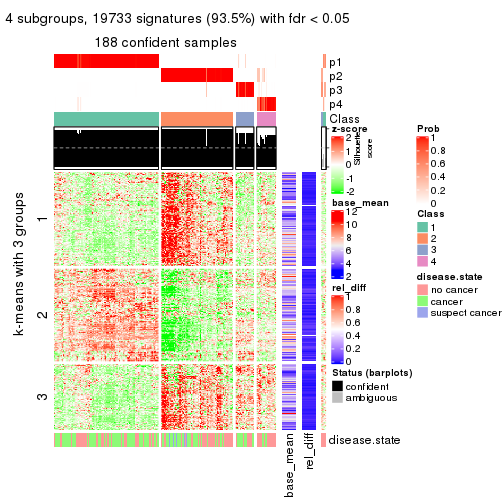 4 subgroups, 19733 signatures (93.5%) with fdr < 0.05
188 confident samples
p1
p2
p3
p4
Class
k-means with 3 groups
1
2
3
Silhouette
score
z-score
2
1
0
-1
-2
base_mean
12
10
8
6
4
2
rel_diff
1
0.8
0.6
0.4
0.2
0
Status (barplots)
confident
ambiguous
Prob
1
0.8
0.6
0.4
0.2
0
Class
1
2
3
4
disease.state
no cancer
cancer
suspect cancer
disease.state
base_mean
rel_diff